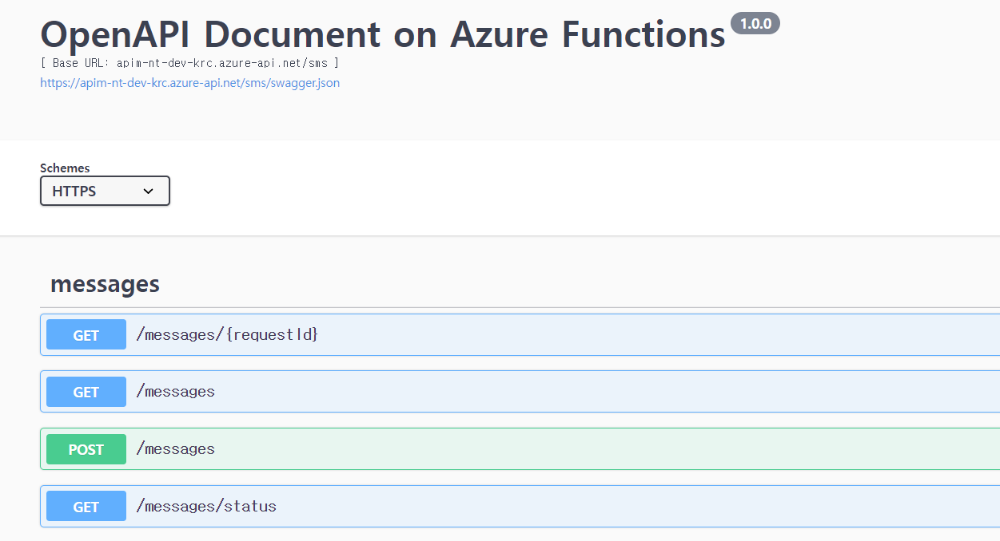 OpenAPI Document on Azure Functions 1.0.0
[ Base URL: apim-nt-dev-krc.azure-api.net/sms ]
https://apim-nt-dev-krc.azure-api.net/sms/swagger.json
Schemes
HTTPS
messages
GET /messages/{requestId}
GET /messages
POST /messages
GET /messages/status